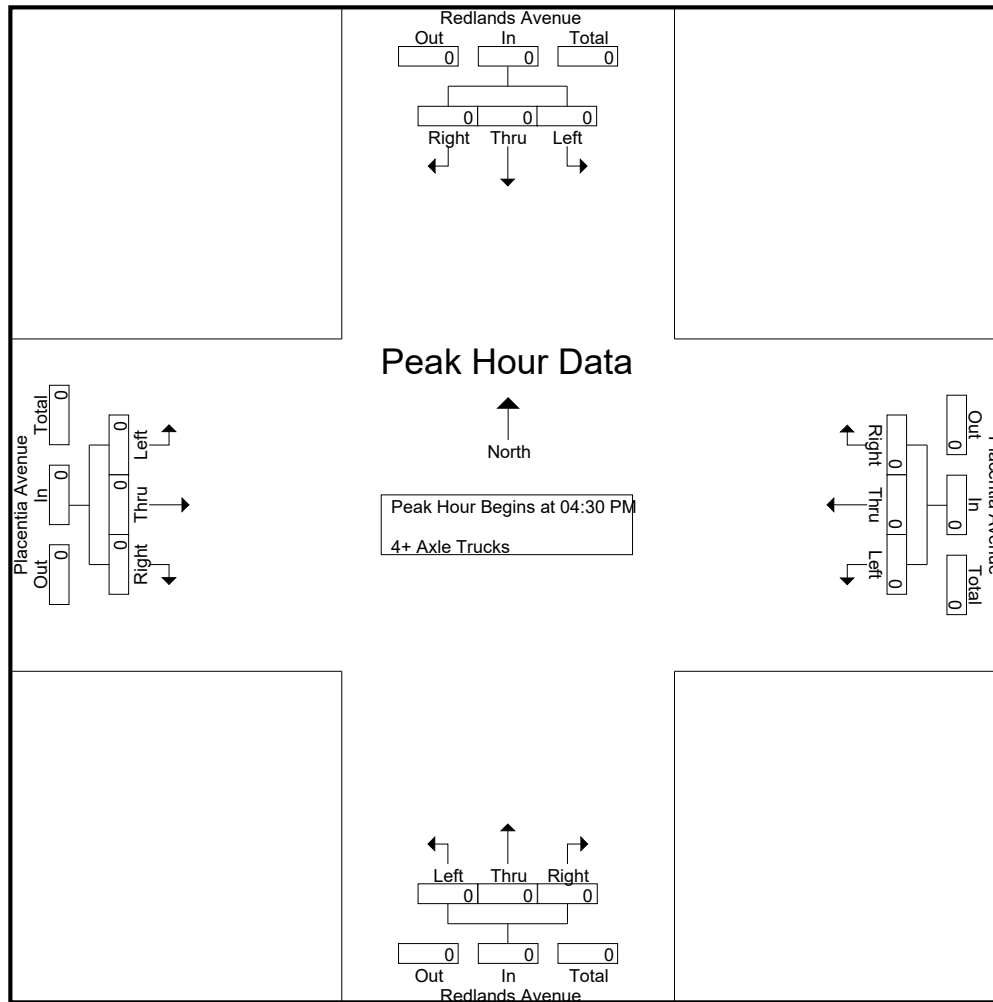 Redlands Avenue
Out In Total
0 0 0
0 0 0
Right Thru Left
Peak Hour Data
North
Peak Hour Begins at 04:30 PM
4+ Axle Trucks
Placentia Avenue
Out In Total
0 0 0
0 0 0
Right Thru Left
Placentia Avenue
Out In Total
0 0 0
0 0 0
Right Thru Left
Left Thru Right
0 0 0
0 0 0
Out In Total
Redlands Avenue